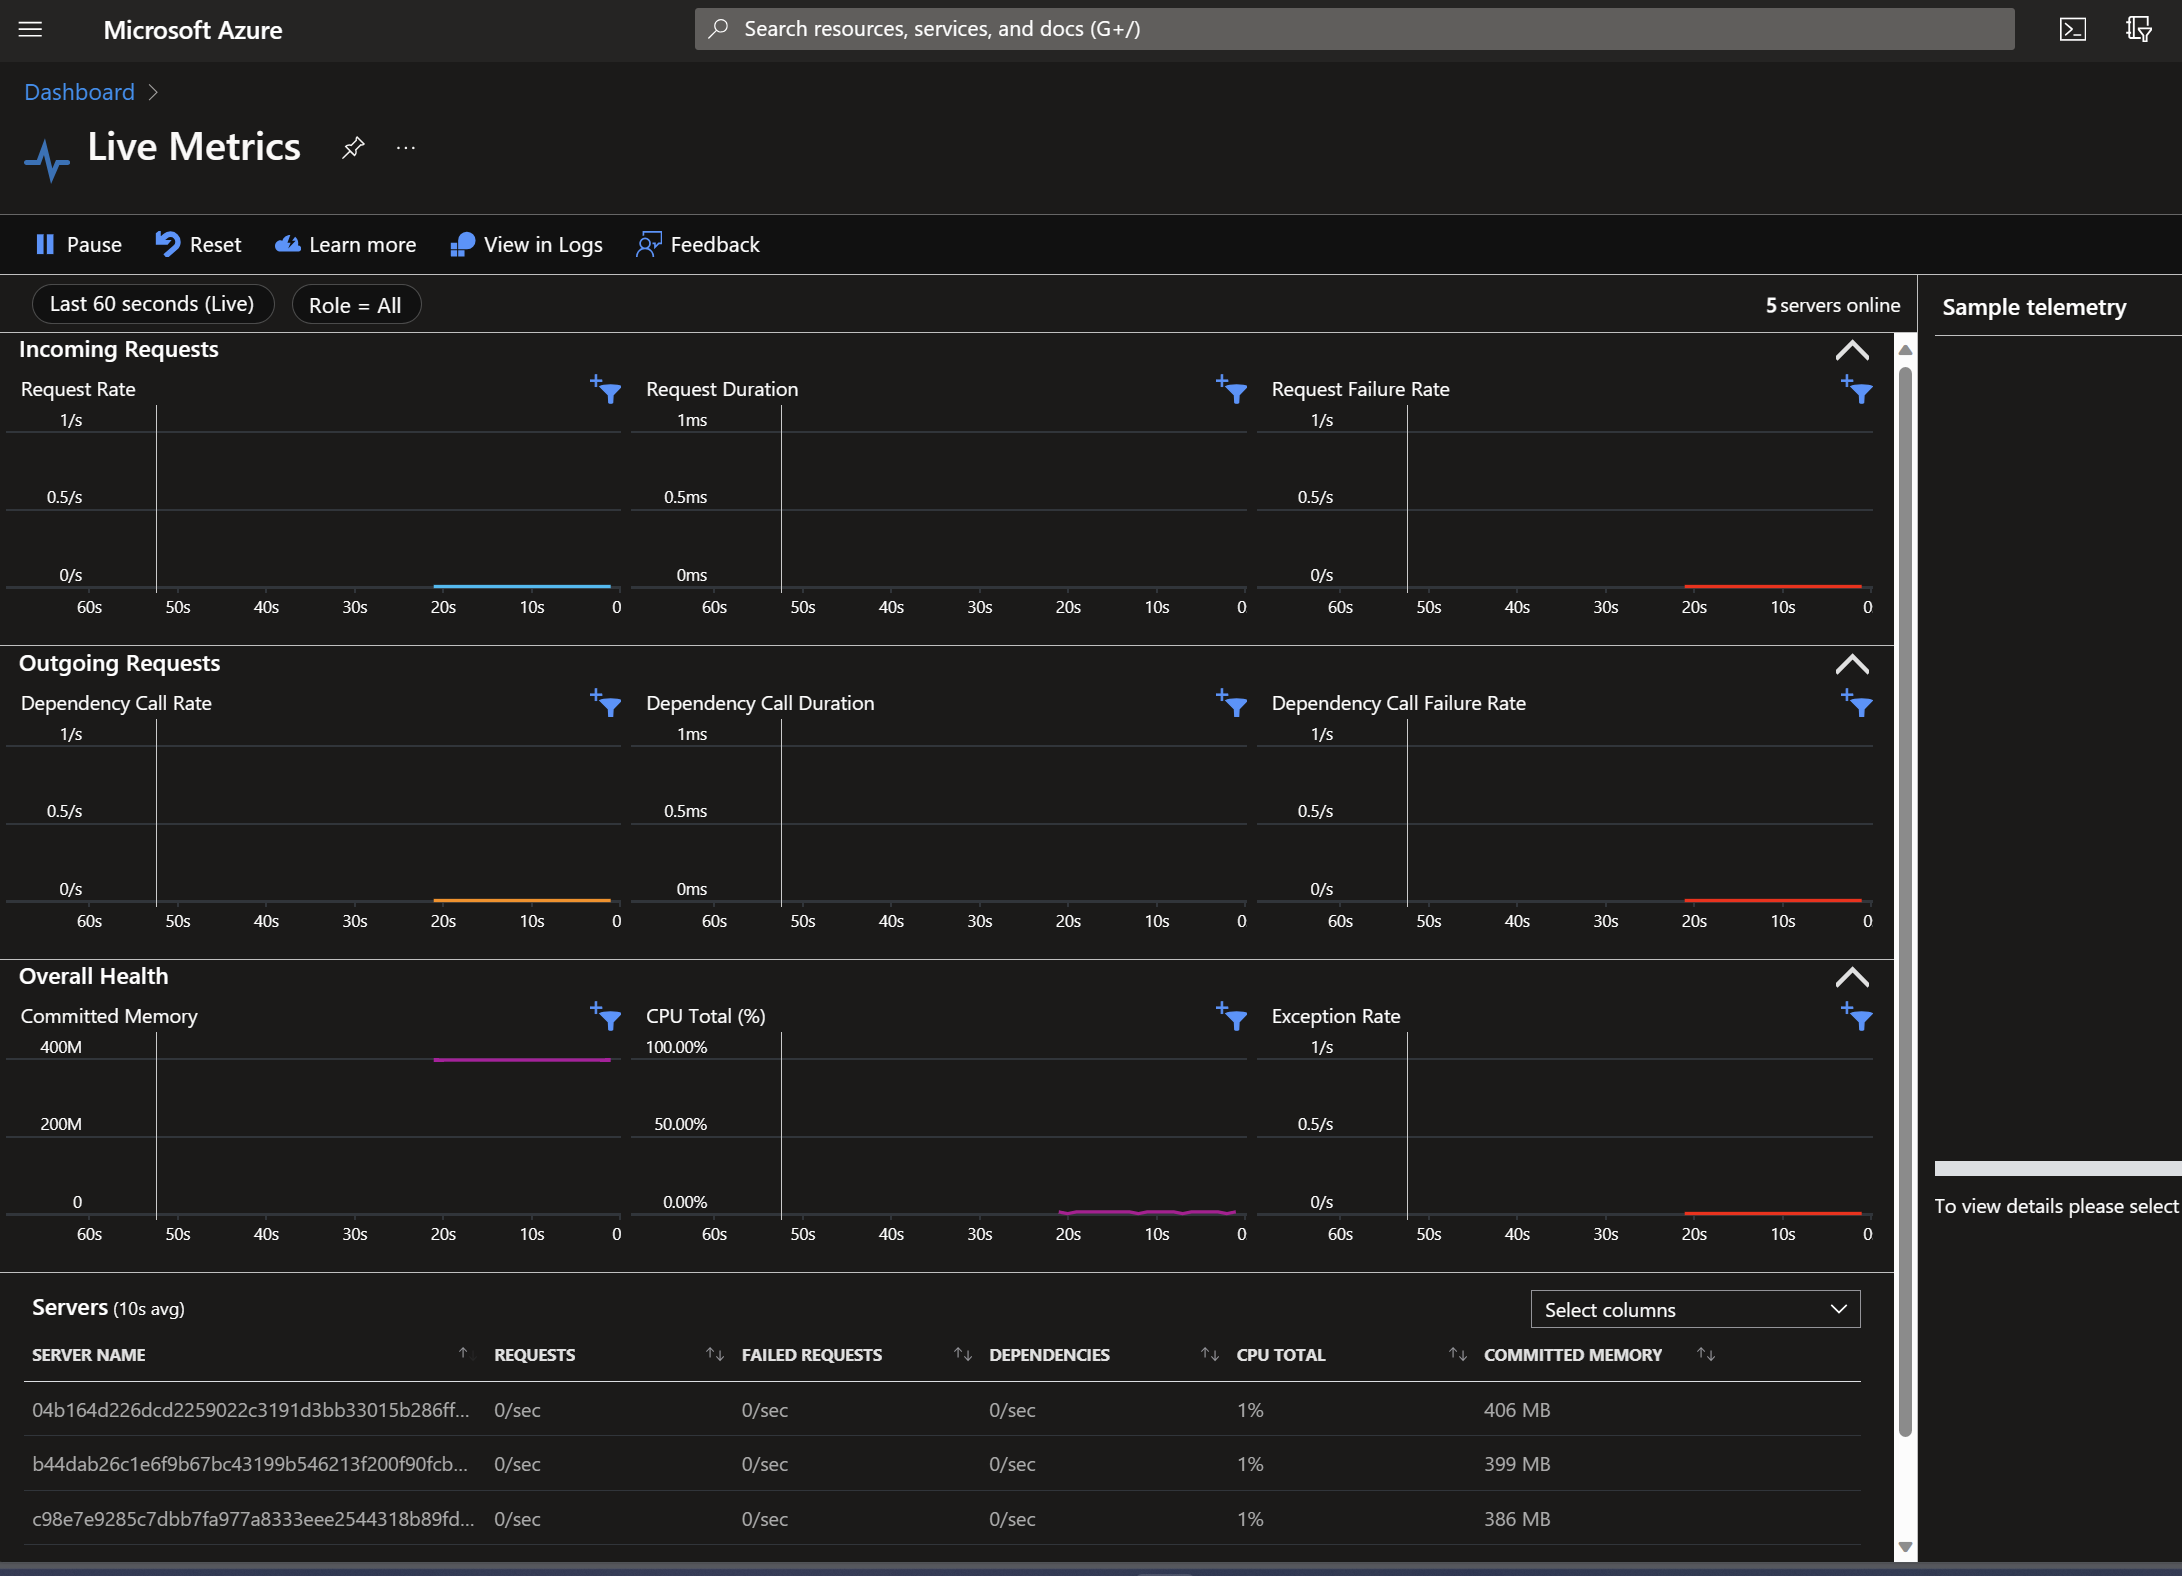 Microsoft Azure
Search resources, services, and docs (G+/)
Dashboard
Live Metrics
Pause Reset Learn more View in Logs Feedback
Last 60 seconds (Live) Role = All 5 servers online
Sample telemetry
Incoming Requests
Request Rate
1/s
0.5/s
0/s
60s 50s 40s 30s 20s 10s 0
Request Duration
1ms
0.5ms
0ms
60s 50s 40s 30s 20s 10s 0
Request Failure Rate
1/s
0.5/s
0/s
60s 50s 40s 30s 20s 10s 0
Outgoing Requests
Dependency Call Rate
1/s
0.5/s
0/s
60s 50s 40s 30s 20s 10s 0
Dependency Call Duration
1ms
0.5ms
0ms
60s 50s 40s 30s 20s 10s 0
Dependency Call Failure Rate
1/s
0.5/s
0/s
60s 50s 40s 30s 20s 10s 0
Overall Health
Committed Memory
400M
200M
0
60s 50s 40s 30s 20s 10s 0
CPU Total (%)
100.00%
50.00%
0.00%
60s 50s 40s 30s 20s 10s 0
Exception Rate
1/s
0.5/s
0/s
60s 50s 40s 30s 20s 10s 0
To view details please select
Servers (10s avg)
Select columns
SERVER NAME REQUESTS FAILED REQUESTS DEPENDENCIES CPU TOTAL COMMITTED MEMORY
04b164d226dcd2259022c3191d3bb33015b286ff... 0/sec 0/sec 0/sec 1% 406 MB
b44dab26c1e6f9b67bc43199b546213f200f90fcb... 0/sec 0/sec 0/sec 1% 399 MB
c98e7e9285c7dbb7fa977a8333eee2544318b89fd... 0/sec 0/sec 0/sec 1% 386 MB